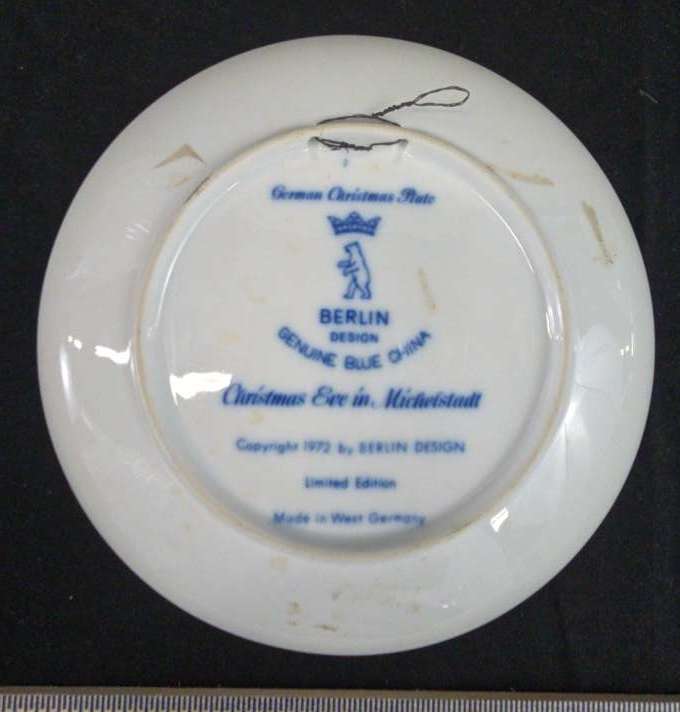 German Christmas Plate
BERLIN
DESIGN
GENUINE BLUE CHINA
Christmas Eve in Michelstadt
Copyright 1972 by BERLIN DESIGN
Limited Edition
Made in West Germany